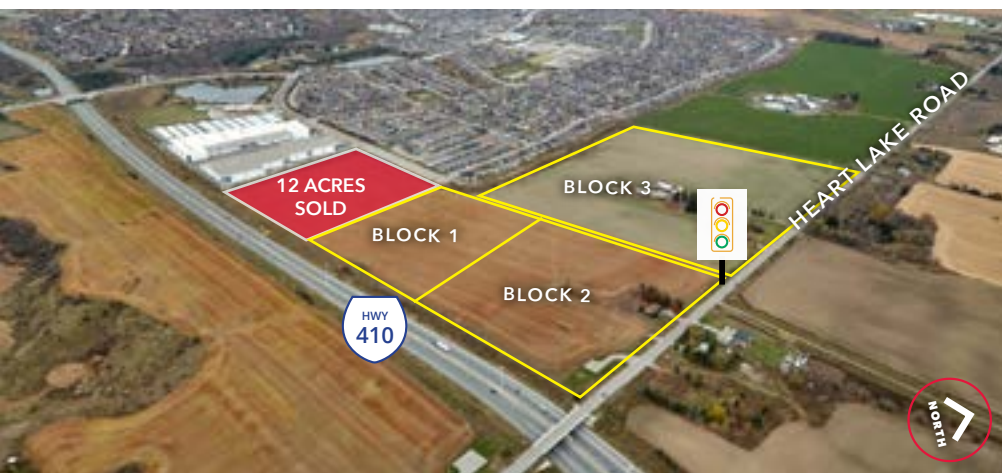 12 ACRES
SOLD
BLOCK 1
BLOCK 2
BLOCK 3
HEART LAKE ROAD
HWY
410
NORTH